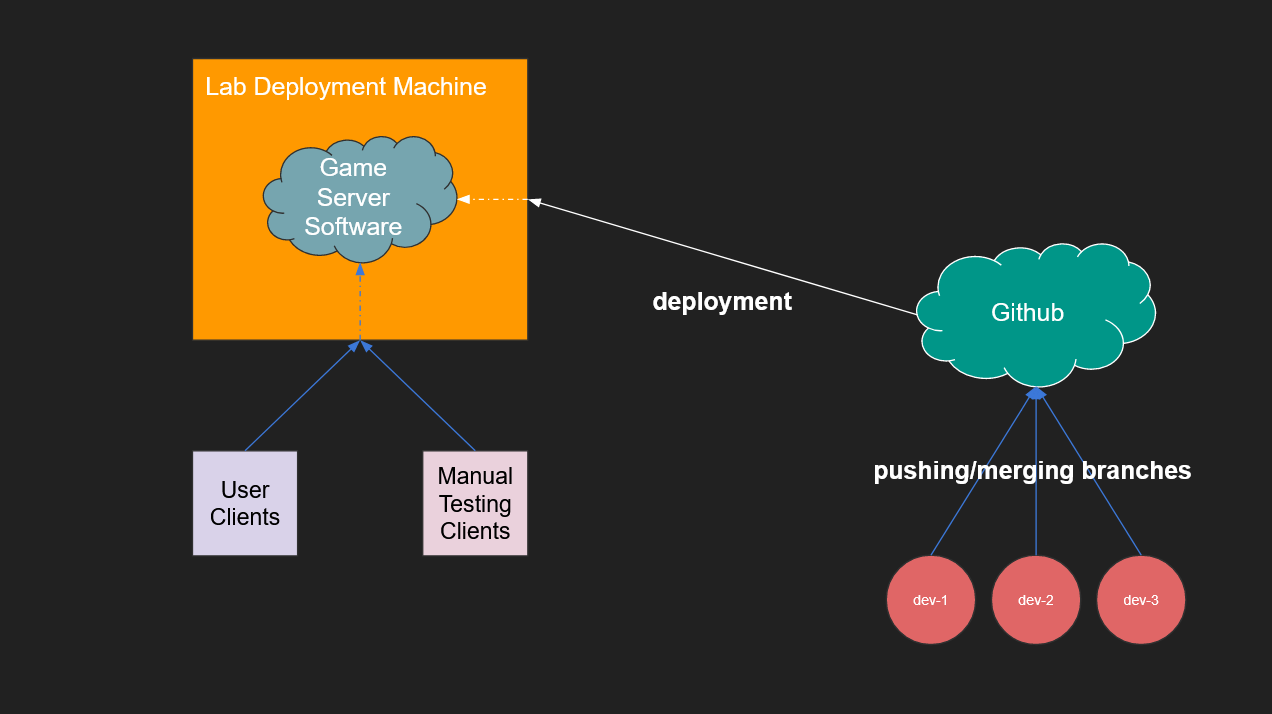 Lab Deployment Machine
Game
Server
Software
deployment
Github
pushing/merging branches
User
Clients
Manual
Testing
Clients
dev-1
dev-2
dev-3